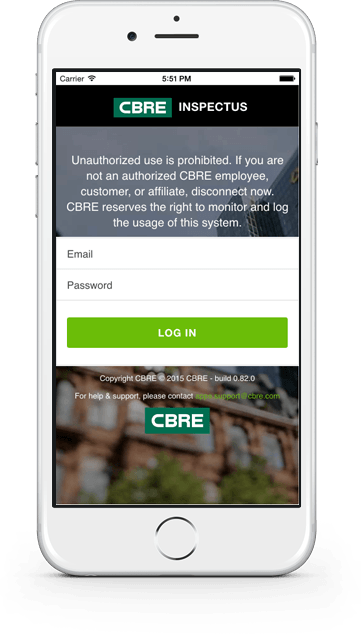 Carrier 5:51 PM
CBRE INSPECTUS
Unauthorized use is prohibited. If you are
not an authorized CBRE employee,
customer, or affiliate, disconnect now.
CBRE reserves the right to monitor and log
the usage of this system.
Email
Password
LOG IN
Copyright CBRE © 2015 CBRE - build 0.82.0
For help & support, please contact apps.support@cbre.com
CBRE